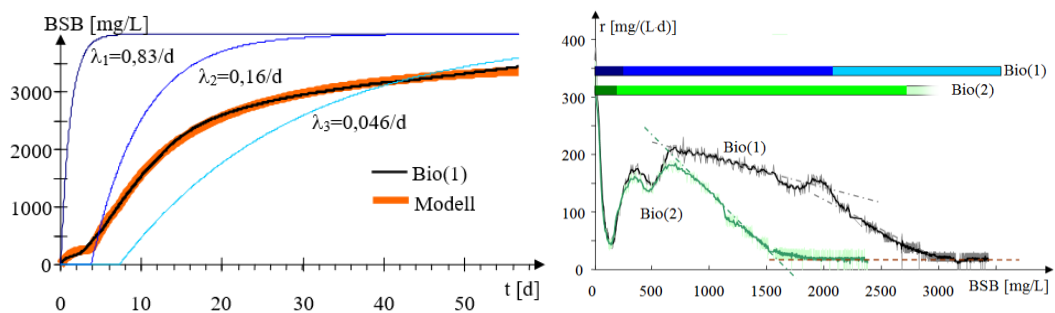 BSB [mg/L]
λ1=0,83/d
λ2=0,16/d
λ3=0,046/d
3000
2000
1000
0
Bio(1)
Modell
0 10 20 30 40 50
t [d]
r [mg/(L·d)]
400
300
200
100
0
Bio(1)
Bio(2)
Bio(1)
Bio(2)
0 500 1000 1500 2000 2500 3000
BSB [mg/L]